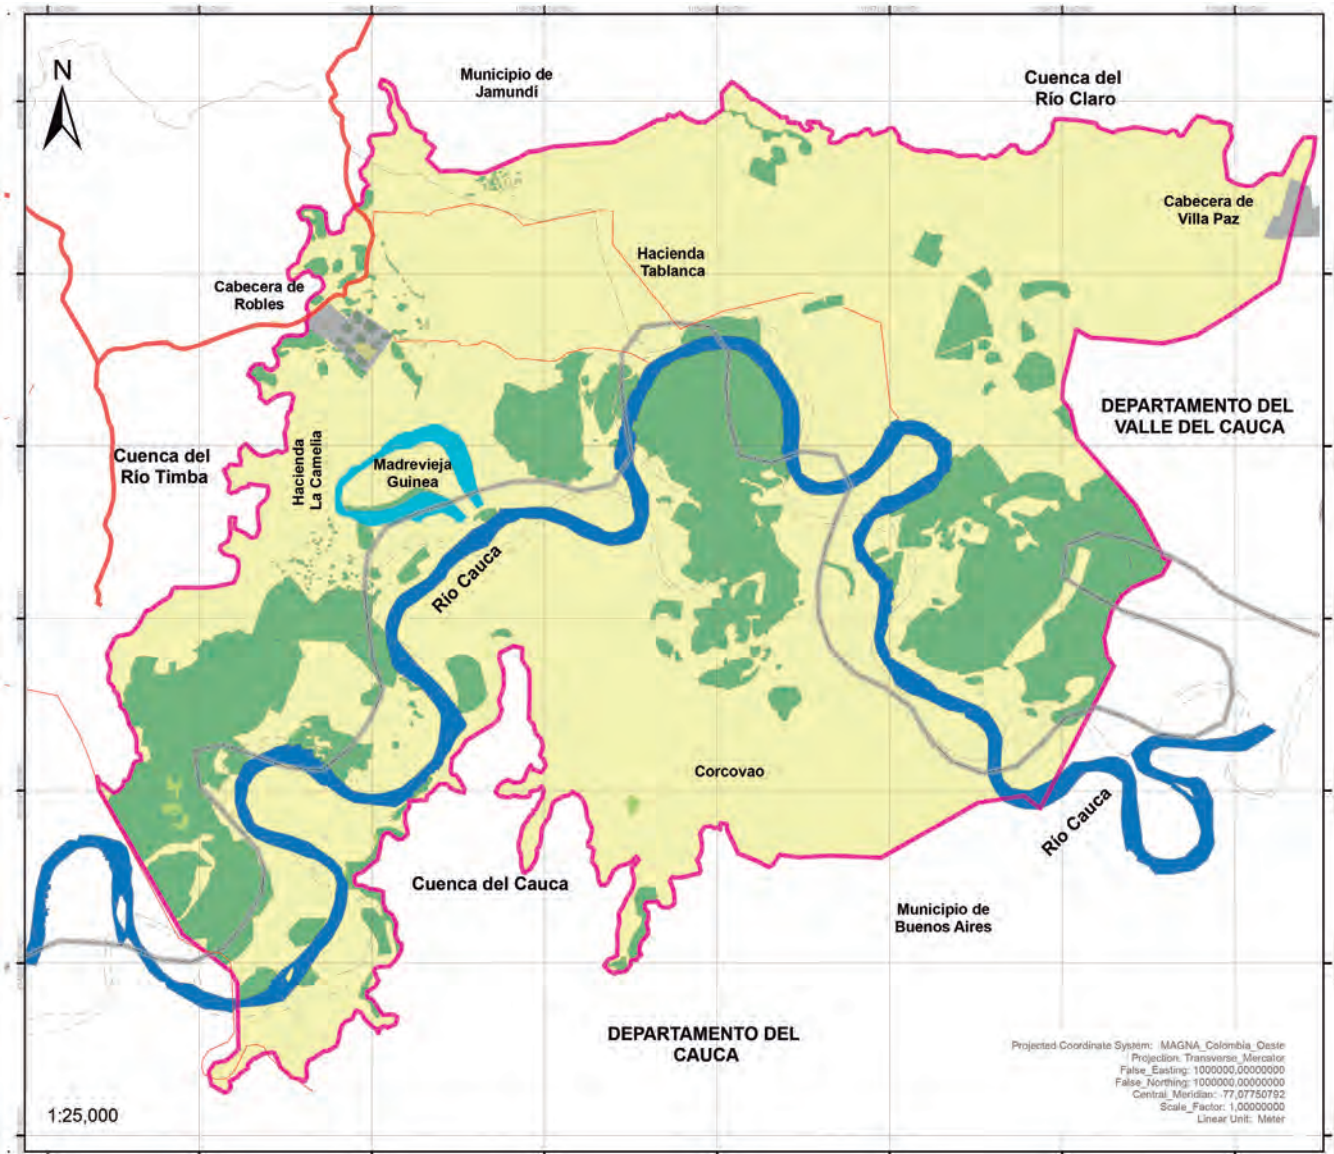 N
Municipio de
Jamundí
Cuenca del
Río Claro
Cabecera de
Villa Paz
Hacienda
Tablanca
Cabecera de
Robles
DEPARTAMENTO DEL
VALLE DEL CAUCA
Cuenca del
Río Timba
Hacienda
La Camelia
Madrevieja
Guinea
Río Cauca
Corcovao
Río Cauca
Cuenca del Cauca
Municipio de
Buenos Aires
DEPARTAMENTO DEL
CAUCA
Projected Coordinate System: MAGNA_Colombia_Oeste
Projection: Transverse_Mercator
False_Easting: 1000000,00000000
False_Northing: 1000000,00000000
Central_Meridian: -77,07750792
Scale_Factor: 1,00000000
Linear Unit: Meter
1:25,000